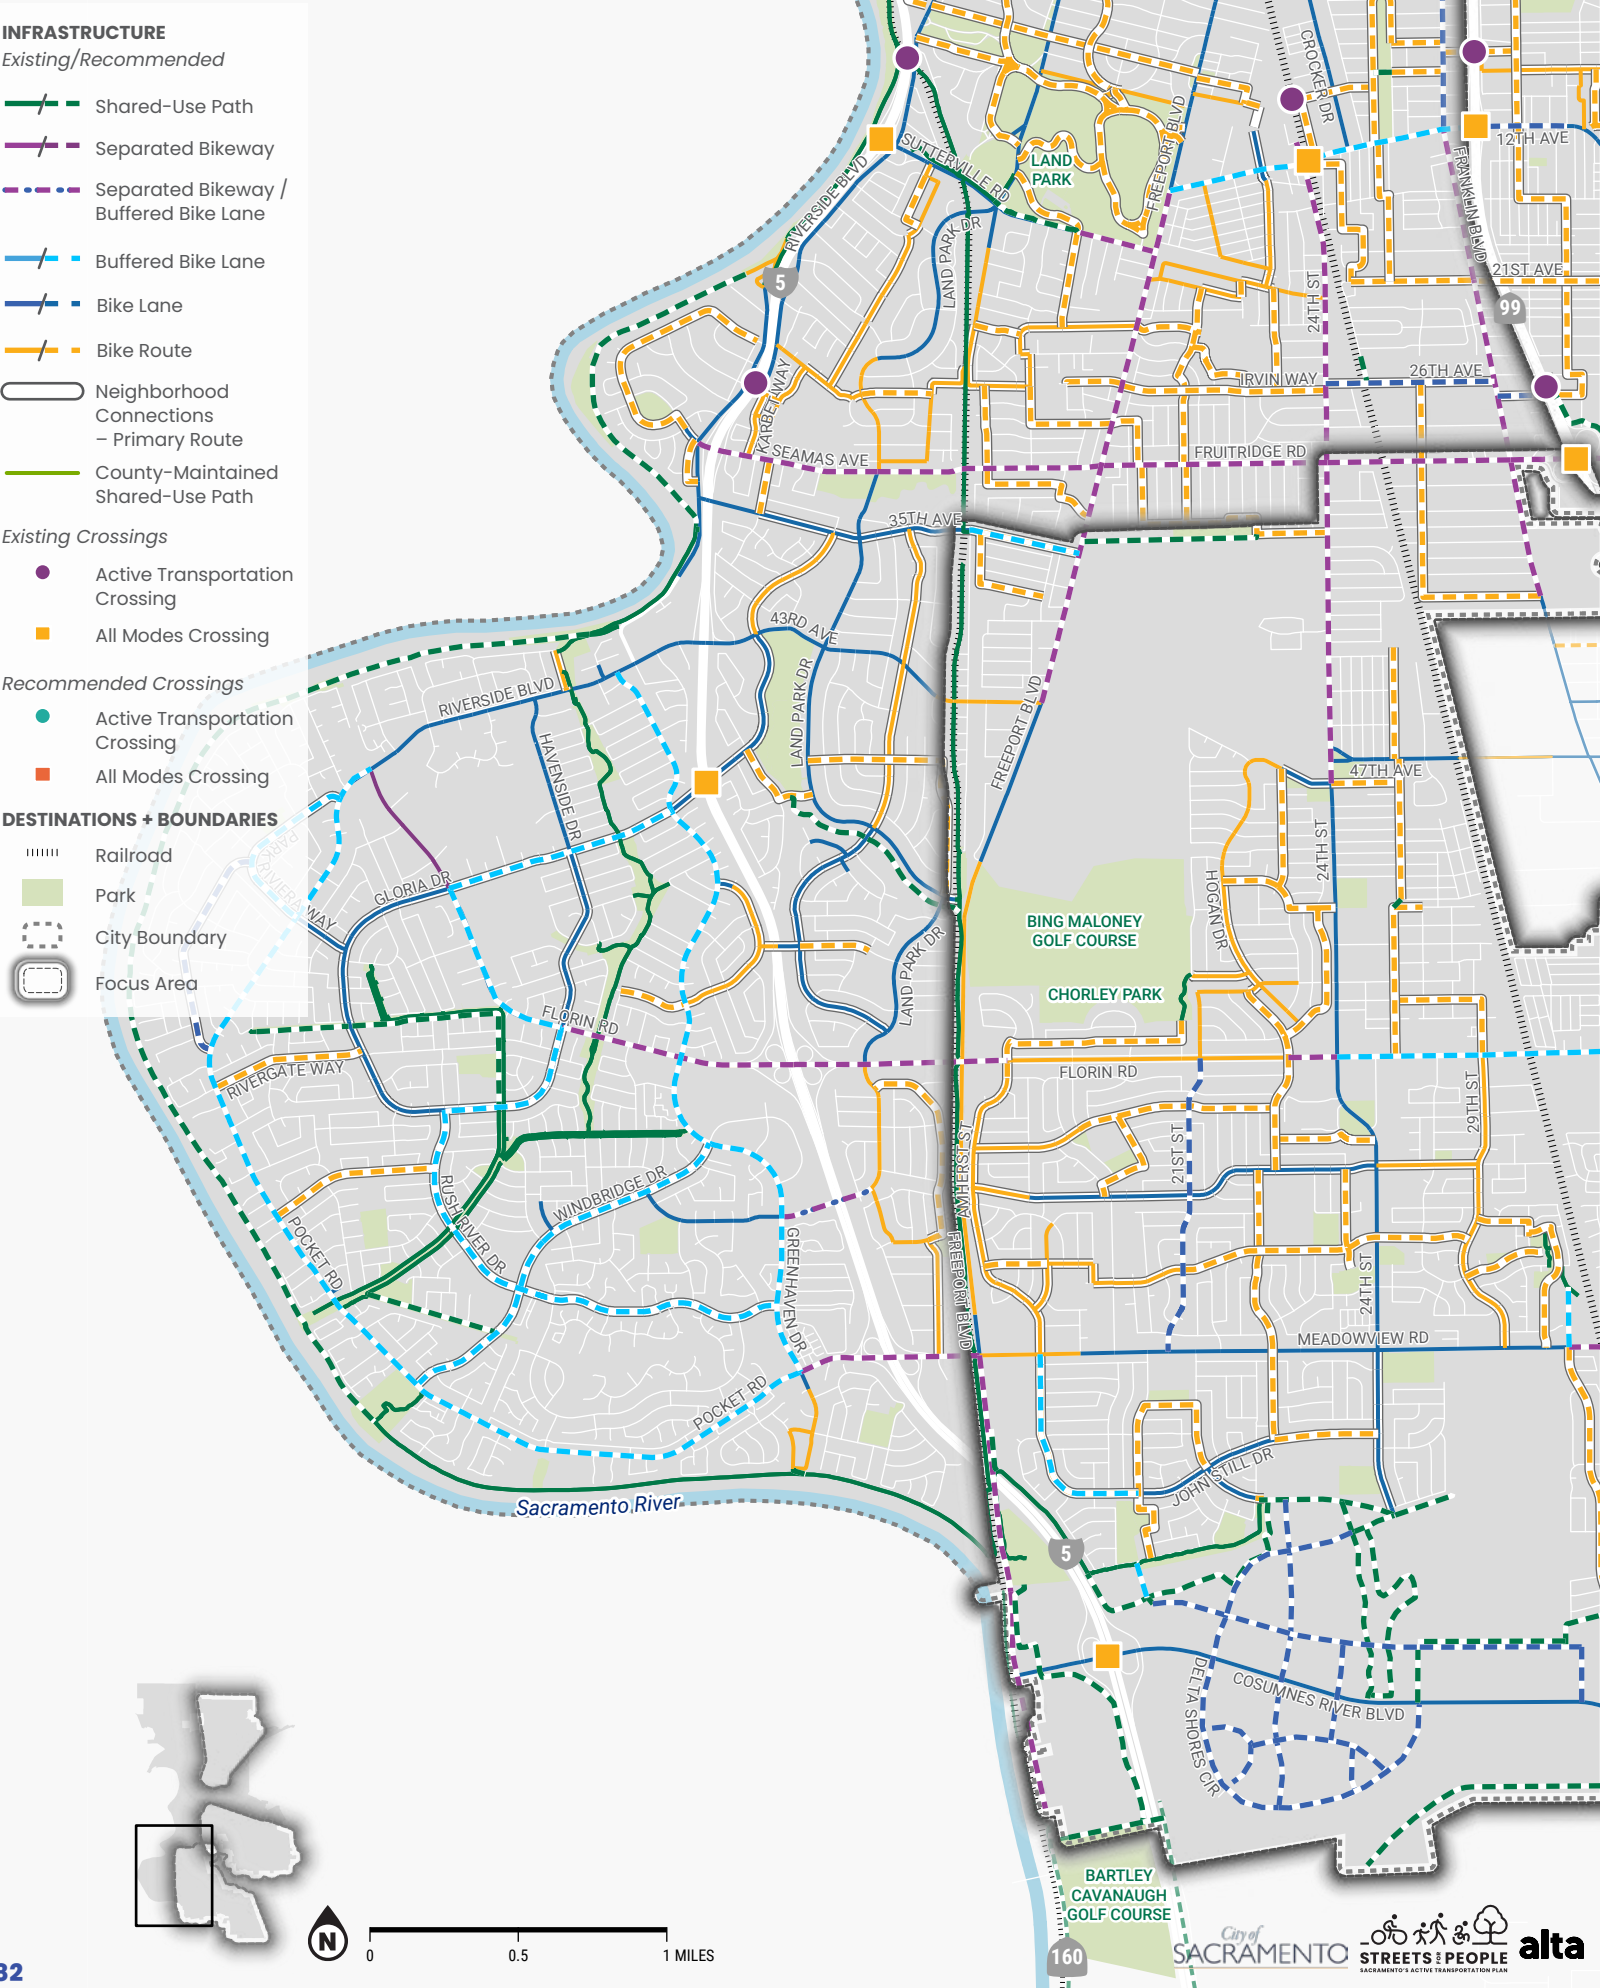 INFRASTRUCTURE
Existing/Recommended
Shared-Use Path
Separated Bikeway
Separated Bikeway /
Buffered Bike Lane
Buffered Bike Lane
Bike Lane
Bike Route
Neighborhood
Connections
– Primary Route
County-Maintained
Shared-Use Path
Existing Crossings
Active Transportation
Crossing
All Modes Crossing
Recommended Crossings
Active Transportation
Crossing
All Modes Crossing
DESTINATIONS + BOUNDARIES
Railroad
Park
City Boundary
Focus Area
CROCKER DR
12TH AVE
FRANKLIN BLVD
FREEPORT BLVD
LAND
PARK
SUTTERVILLE RD
RIVERSIDE BLVD
LAND PARK DR
21ST AVE
24TH ST
99
5
26TH AVE
IRVIN WAY
KARBET WAY
SEAMAS AVE
FRUITRIDGE RD
35TH AVE
43RD AVE
RIVERSIDE BLVD
LAND PARK DR
FREEPORT BLVD
HAVENSIDE DR
47TH AVE
24TH ST
GLORIA DR
RIVIERA WAY
HOGAN DR
BING MALONEY
GOLF COURSE
LAND PARK DR
CHORLEY PARK
FLORIN RD
FLORIN RD
RIVERGATE WAY
29TH ST
21ST ST
AMHERST ST
WINDBRIDGE DR
RUSH RIVER DR
POCKET RD
GREENHAVEN DR
FREEPORT BLVD
24TH ST
MEADOWVIEW RD
POCKET RD
JOHN STILL DR
Sacramento River
5
DELTA SHORES CIR
COSUMNES RIVER BLVD
BARTLEY
CAVANAUGH
GOLF COURSE
160
N
0 0.5 1 MILES
City of
SACRAMENTO
STREETS FOR PEOPLE
SACRAMENTO'S ACTIVE TRANSPORTATION PLAN
alta
32